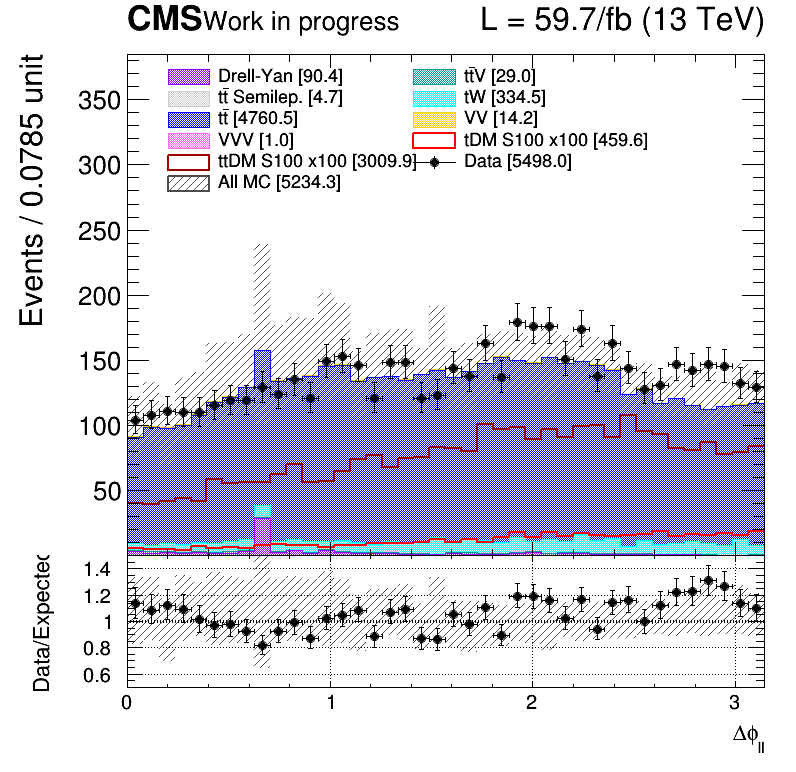 CMS Work in progress L = 59.7/fb (13 TeV)
Drell-Yan [90.4] tt̄V [29.0]
tt̄ Semilep. [4.7] tW [334.5]
tt̄ [4760.5] VV [14.2]
VVV [1.0] tDM S100 x100 [459.6]
ttDM S100 x100 [3009.9] Data [5498.0]
All MC [5234.3]
Events / 0.0785 unit
350
300
250
200
150
100
50
Data/Expected
1.4
1.2
1
0.8
0.6
0 1 2 3
Δϕll